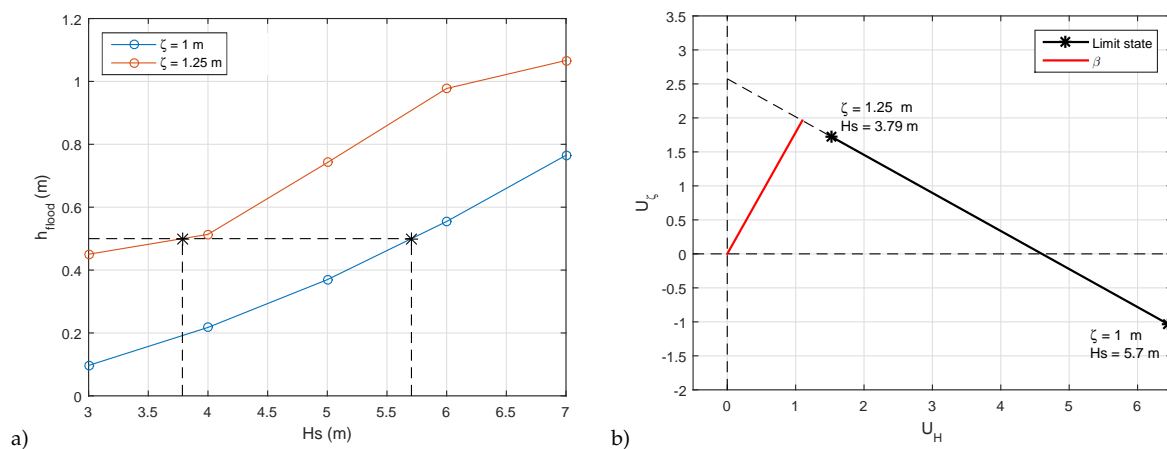 1.2
1
0.8
0.6
0.4
0.2
0
h_flood (m)
ζ = 1 m
ζ = 1.25 m
3 3.5 4 4.5 5 5.5 6 6.5 7
Hs (m)
a)
3.5
3
2.5
2
1.5
1
0.5
0
-0.5
-1
-1.5
-2
U_ζ
Limit state
β
ζ = 1.25 m
Hs = 3.79 m
ζ = 1 m
Hs = 5.7 m
0 1 2 3 4 5 6
U_H
b)